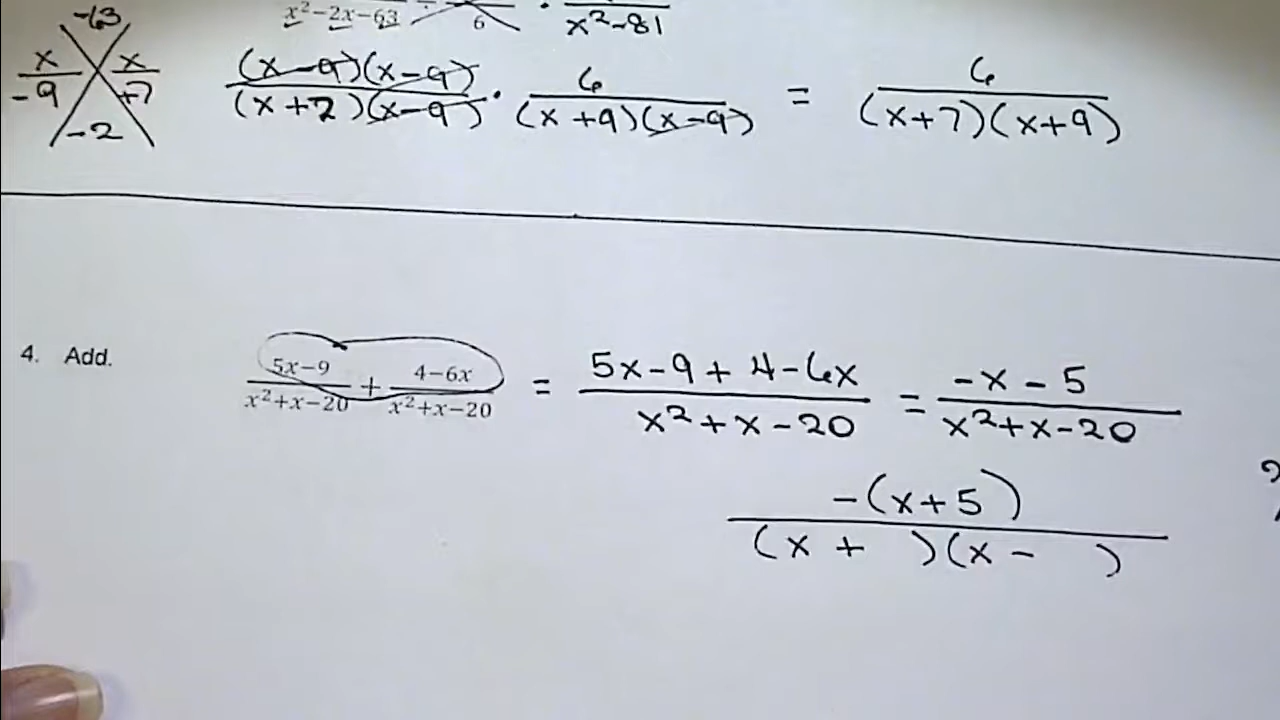 x²-2x-63 6 x²-81
-63
x x
-9 +7
-2
(x-9)(x-9) / (x+7)(x-9) · 6 / (x+9)(x-9) = 6 / (x+7)(x+9)
4. Add. 5x-9 / x²+x-20 + 4-6x / x²+x-20 = 5x-9+4-6x / x²+x-20 = -x-5 / x²+x-20
-(x+5)
(x+ )(x- )